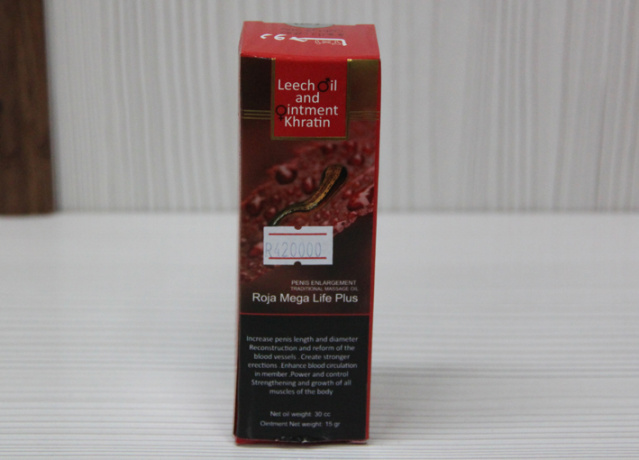 Leech Oil
and
Ointment
Khratin
R420000
PENIS ENLARGEMENT
TRADITIONAL MASSAGE OIL
Roja Mega Life Plus
Increase penis length and diameter
Reconstruction and reform of the
blood vessels .Create stronger
erections . Enhance blood circulation
in member .Power and control
Strengthening and growth of all
muscles of the body
Net oil weight 30 cc
Ointment Net weight 15 gr